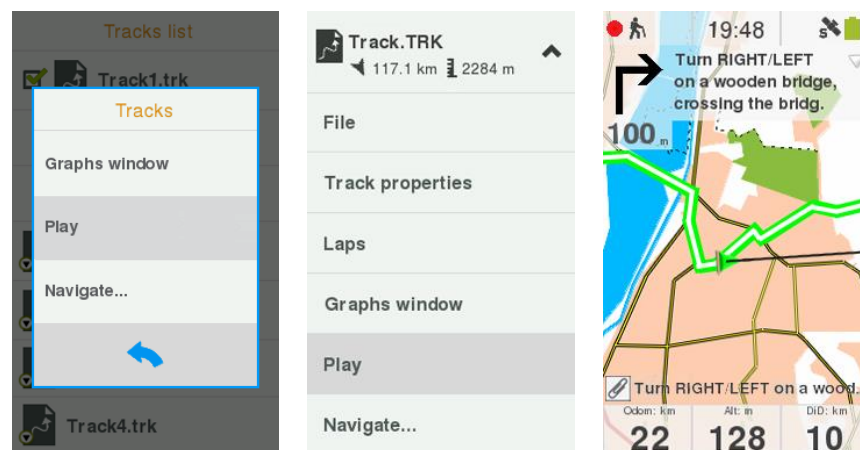 Tracks list
Track1.trk
Tracks
Graphs window
Play
Navigate...
Track4.trk
Track.TRK
117.1 km 2284 m
File
Track properties
Laps
Graphs window
Play
Navigate...
19:48
S
Turn RIGHT/LEFT
on a wooden bridge,
crossing the bridg.
100 m
Turn RIGHT/LEFT on a wood.
Odom: km Alt: m DiD: km
22 128 10